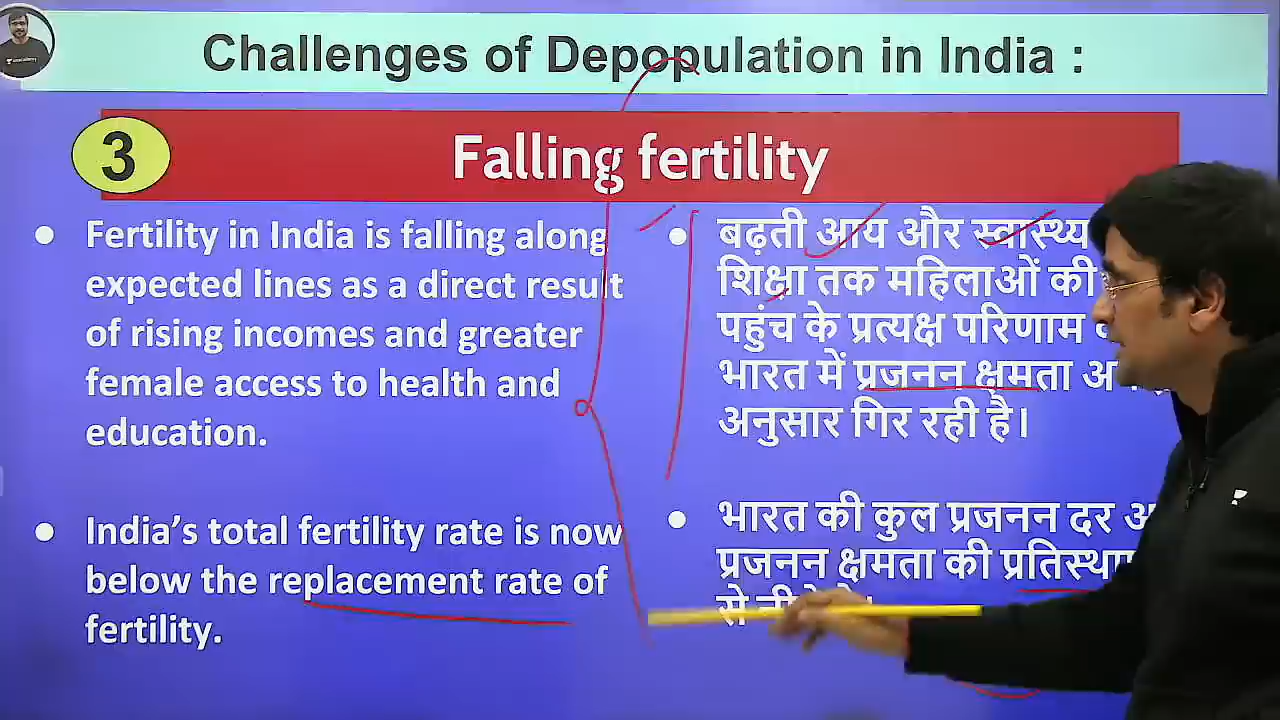 Challenges of Depopulation in India :
3
Falling fertility
Fertility in India is falling along
expected lines as a direct result
of rising incomes and greater
female access to health and
education.
India's total fertility rate is now
below the replacement rate of
fertility.
बढ़ती आय और स्वास्थ्य
शिक्षा तक महिलाओं की
पहुंच के प्रत्यक्ष परिणाम
भारत में प्रजनन क्षमता
अनुसार गिर रही है।
भारत की कुल प्रजनन दर
प्रजनन क्षमता की
से